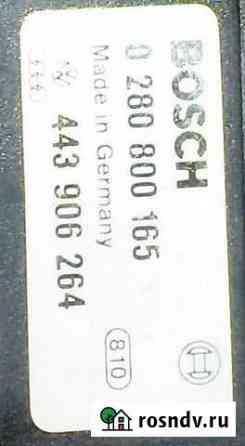 BOSCH
0 280 800 165
Made in Germany
810
443 906 264
rosndv.ru